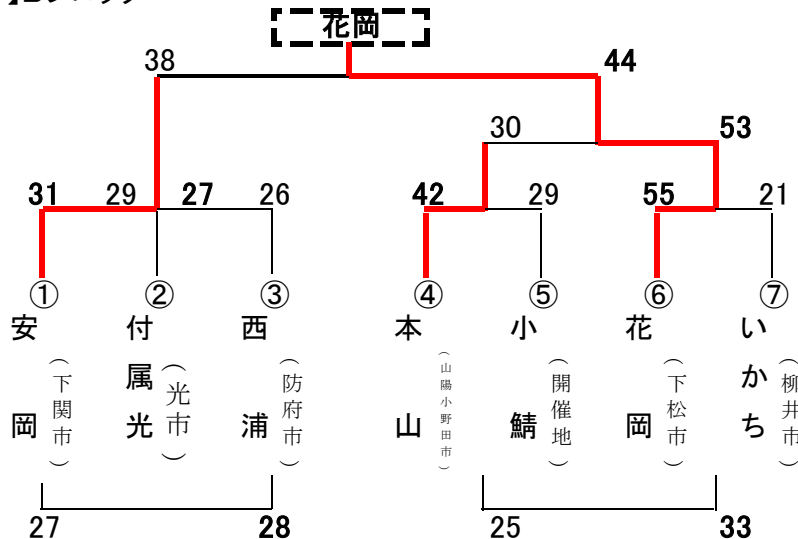 花岡
38 44
30 53
31 29 27 26 42 29 55 21
① ② ③ ④ ⑤ ⑥ ⑦
安岡
(下関市)
付属光
(光市)
西浦
(防府市)
本山
(山陽小野田市)
小鯖
(開催地)
花岡
(下松市)
いかち
(柳井市)
27 28 25 33